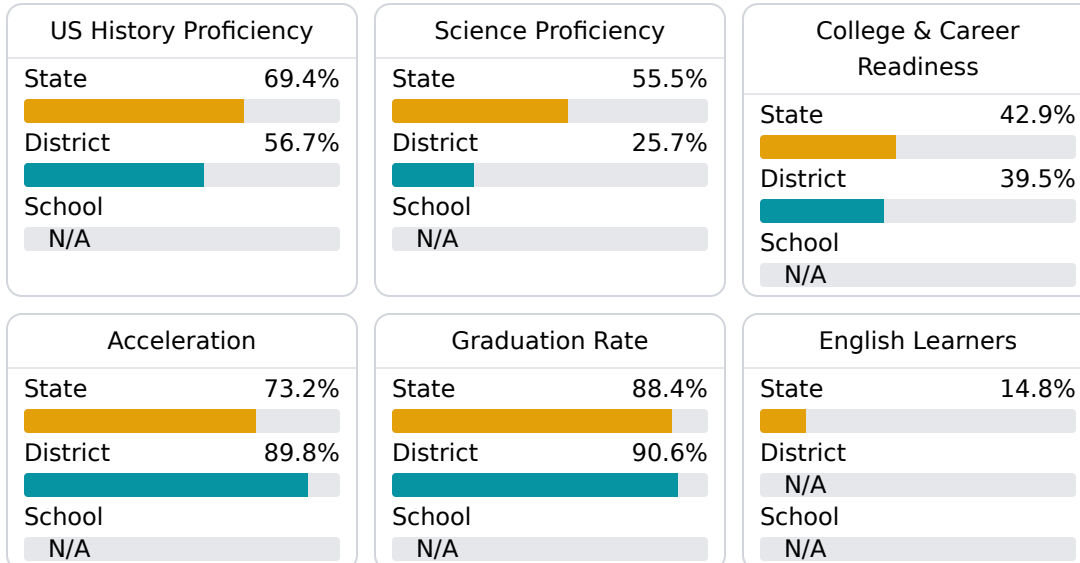 US History Proficiency
State 69.4%
District 56.7%
School
N/A
Science Proficiency
State 55.5%
District 25.7%
School
N/A
College & Career
Readiness
State 42.9%
District 39.5%
School
N/A
Acceleration
State 73.2%
District 89.8%
School
N/A
Graduation Rate
State 88.4%
District 90.6%
School
N/A
English Learners
State 14.8%
District
N/A
School
N/A